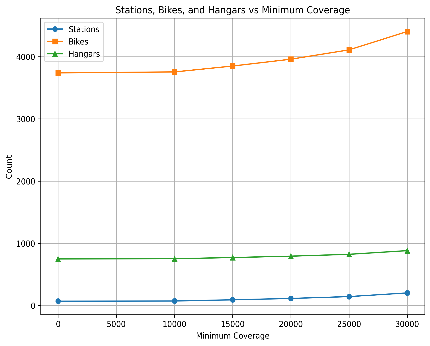 Stations, Bikes, and Hangars vs Minimum Coverage
Stations
Bikes
Hangars
Count
4000
3000
2000
1000
0
0 5000 10000 15000 20000 25000 30000
Minimum Coverage